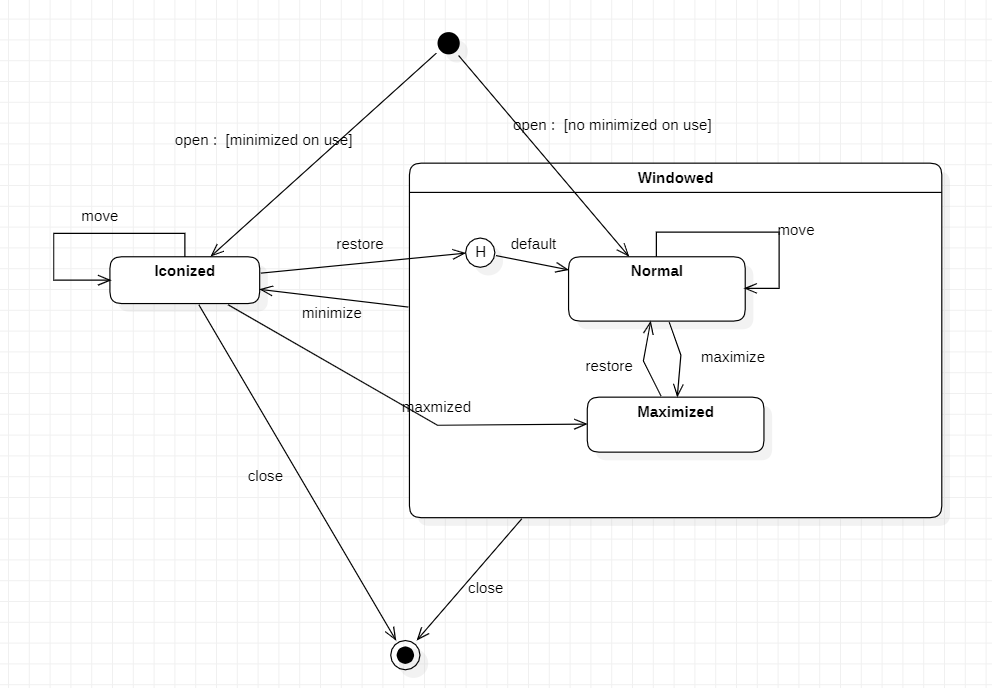 open :  [no minimized on use]
open :  [minimized on use]
Windowed
move
move
restore
H
default
Iconized
Normal
minimize
restore
maximize
maxmized
Maximized
close
close